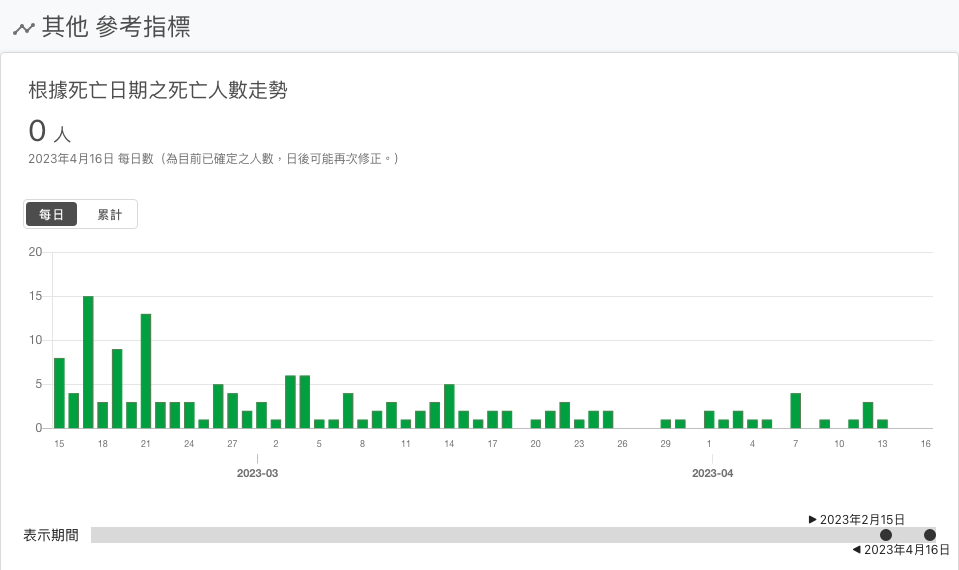 其他 參考指標
根據死亡日期之死亡人數走勢
0 人
2023年4月16日 每日數（為目前已確定之人數，日後可能再次修正。）
每日 累計
20
15
10
5
0
15 18 21 24 27 2 5 8 11 14 17 20 23 26 29 1 4 7 10 13 16
2023-03 2023-04
▶ 2023年2月15日
表示期間
◀ 2023年4月16日